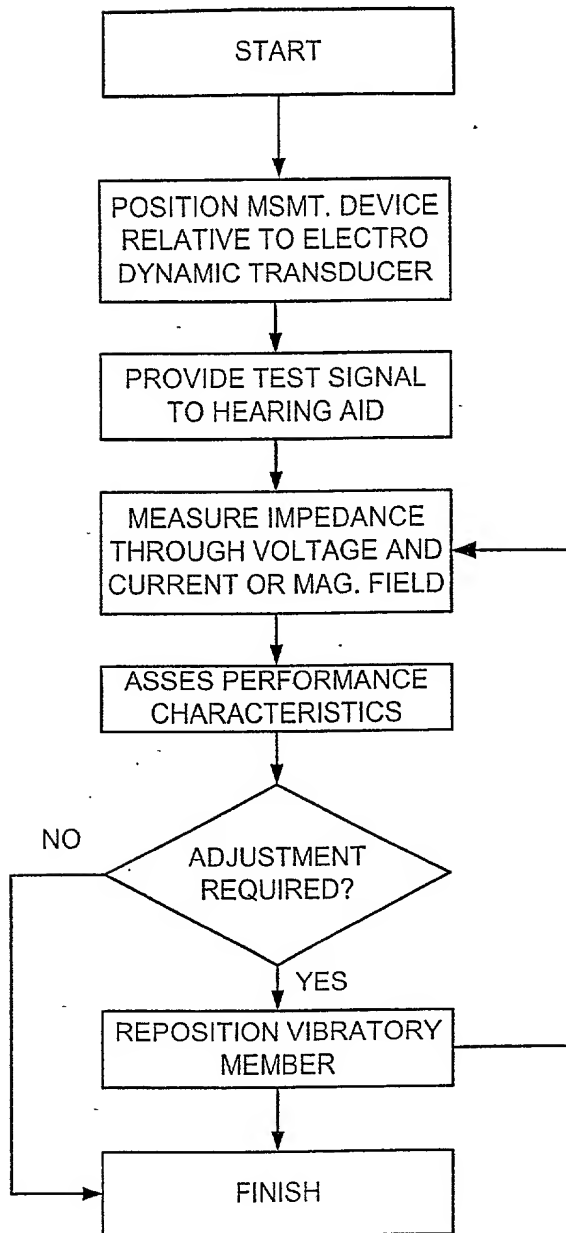 START
POSITION MSMT. DEVICE
RELATIVE TO ELECTRO
DYNAMIC TRANSDUCER
PROVIDE TEST SIGNAL
TO HEARING AID
MEASURE IMPEDANCE
THROUGH VOLTAGE AND
CURRENT OR MAG. FIELD
ASSES PERFORMANCE
CHARACTERISTICS
NO
ADJUSTMENT
REQUIRED?
YES
REPOSITION VIBRATORY
MEMBER
FINISH